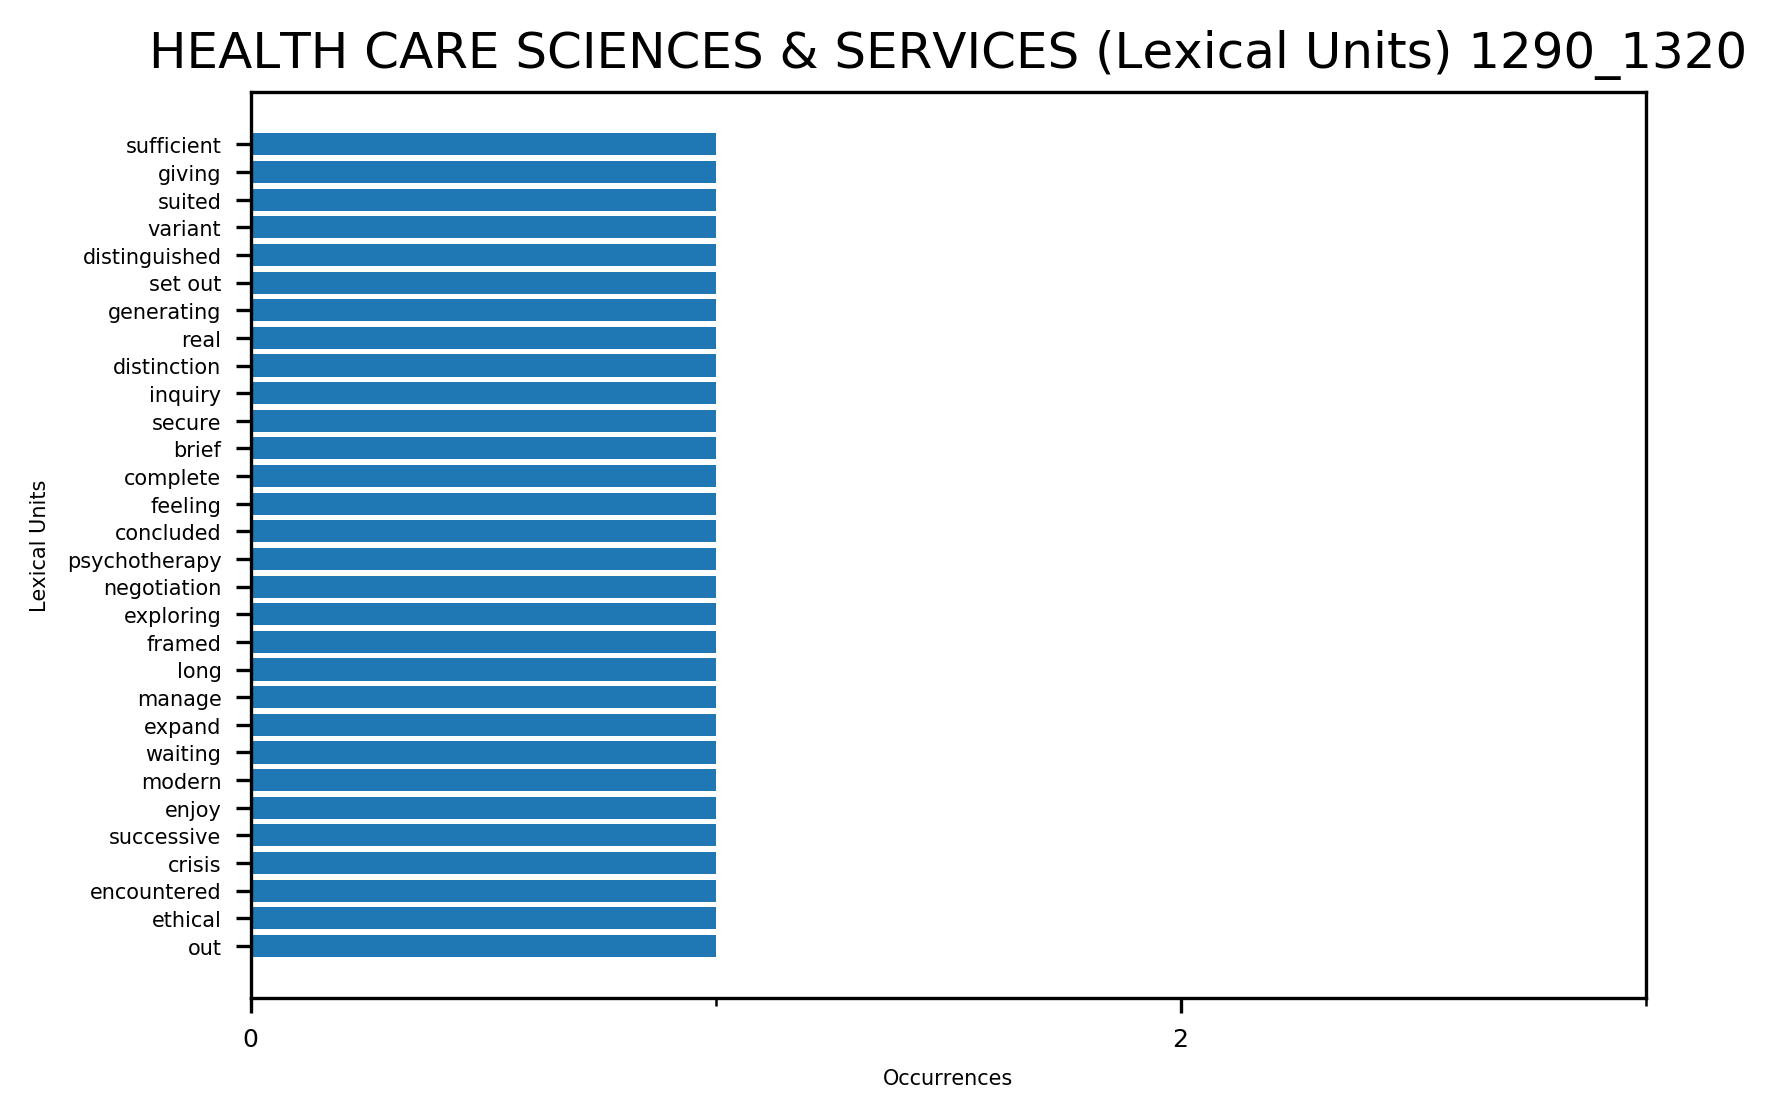 HEALTH CARE SCIENCES & SERVICES (Lexical Units) 1290_1320
sufficient
giving
suited
variant
distinguished
set out
generating
real
distinction
inquiry
secure
brief
complete
feeling
concluded
psychotherapy
negotiation
exploring
framed
long
manage
expand
waiting
modern
enjoy
successive
crisis
encountered
ethical
out
Lexical Units
0 2
Occurrences